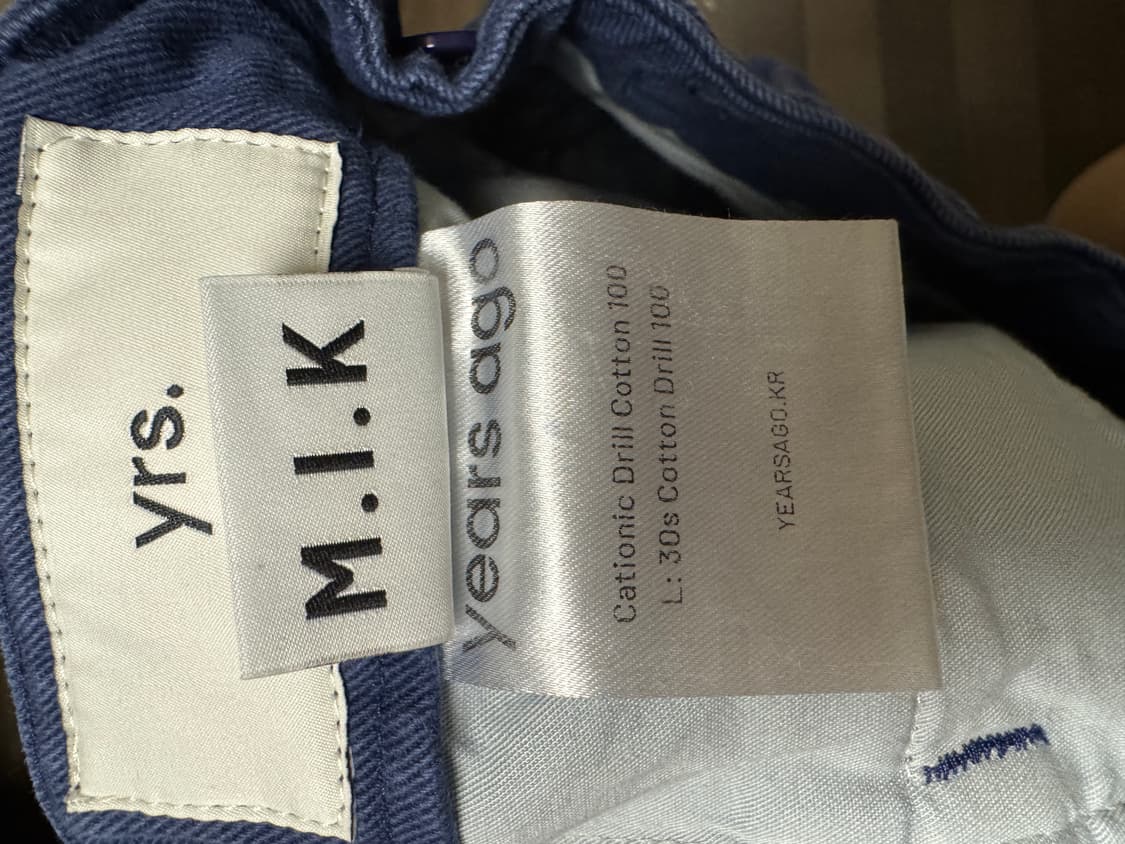 yrs.
M.I.K
years ago
Cationic Drill Cotton 100
L: 30s Cotton Drill 100
YEARSAGO.KR